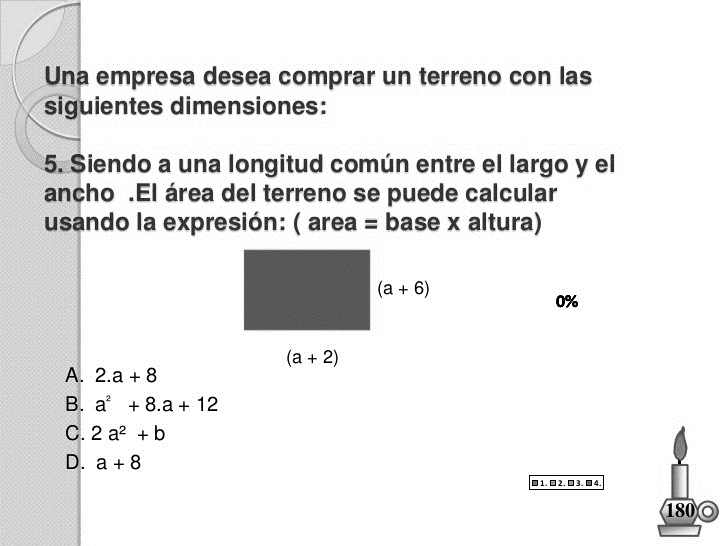 Una empresa desea comprar un terreno con las
siguientes dimensiones:
5. Siendo a una longitud común entre el largo y el
ancho .El área del terreno se puede calcular
usando la expresión: ( area = base x altura)
(a + 6)
0%
(a + 2)
A. 2.a + 8
B. a² + 8.a + 12
C. 2 a² + b
D. a + 8
1. 2. 3. 4.
180